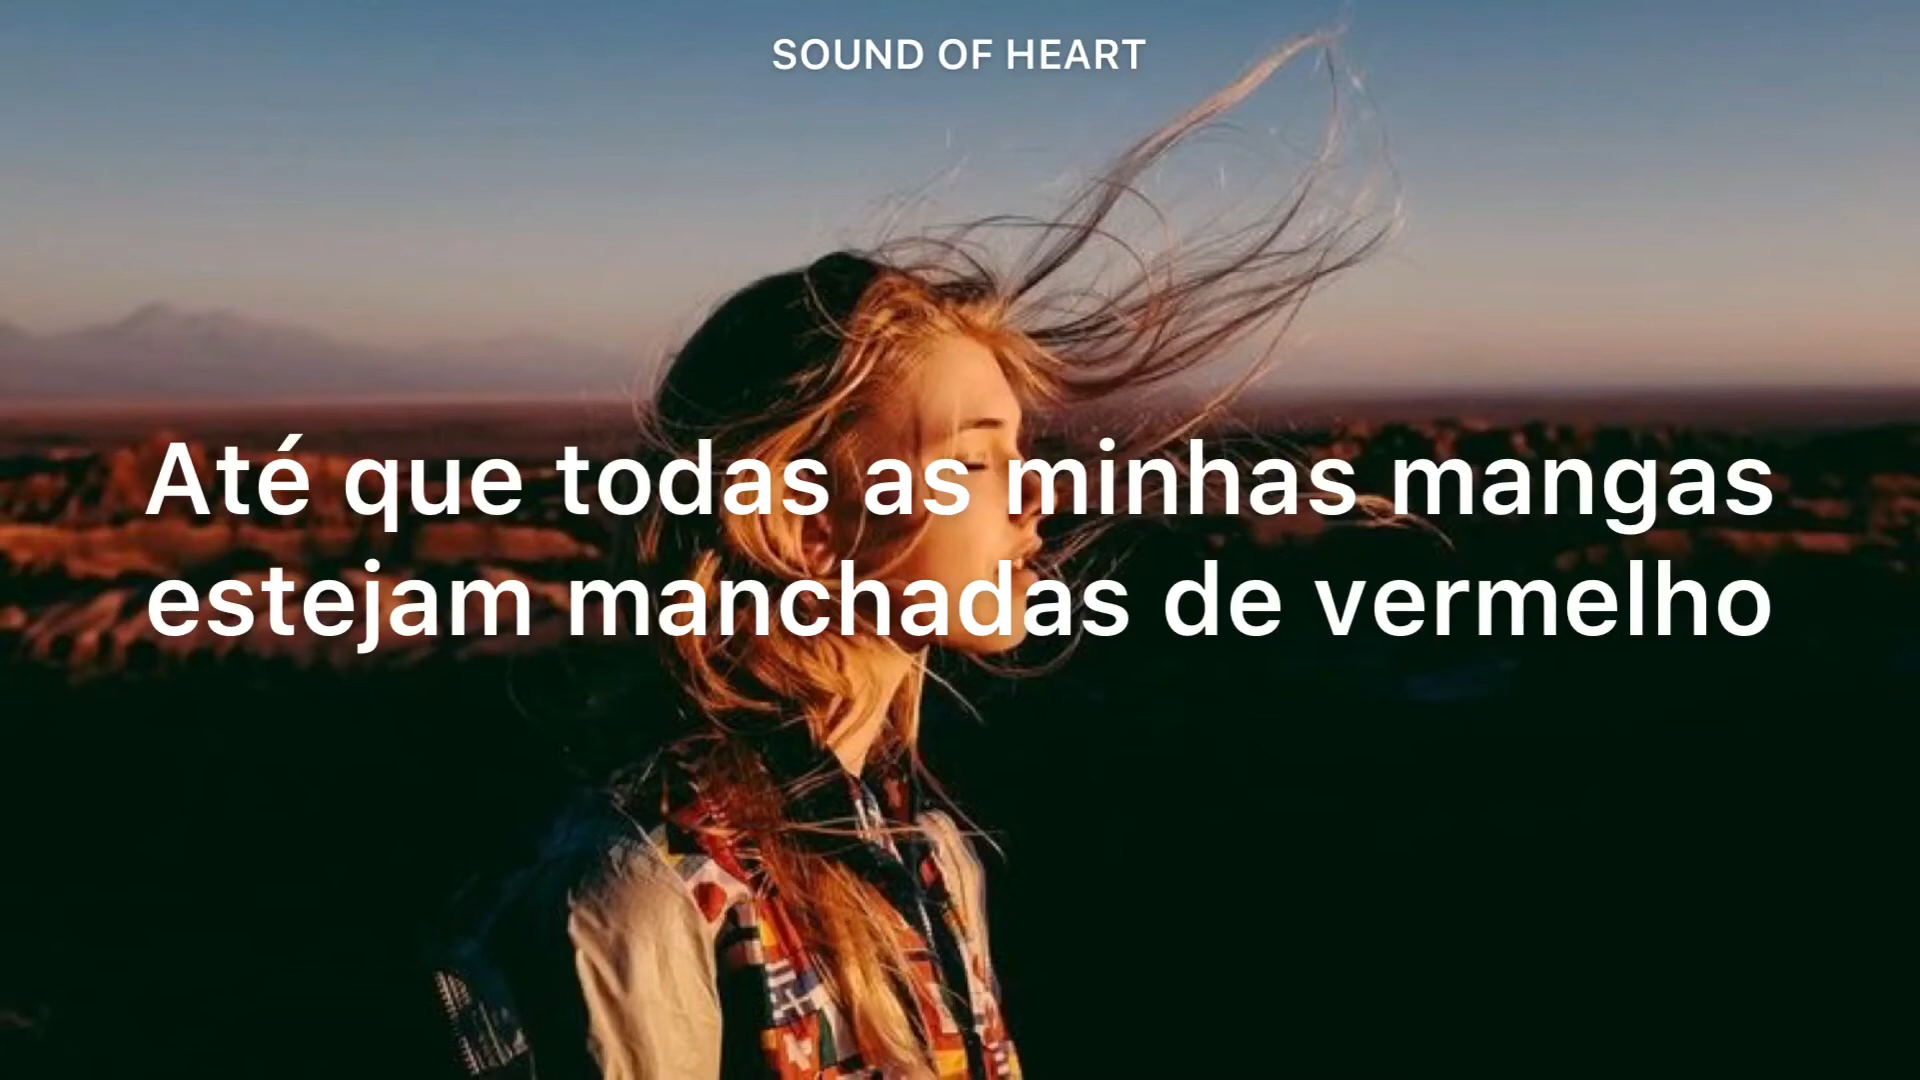 SOUND OF HEART
Até que todas as minhas mangas
estejam manchadas de vermelho